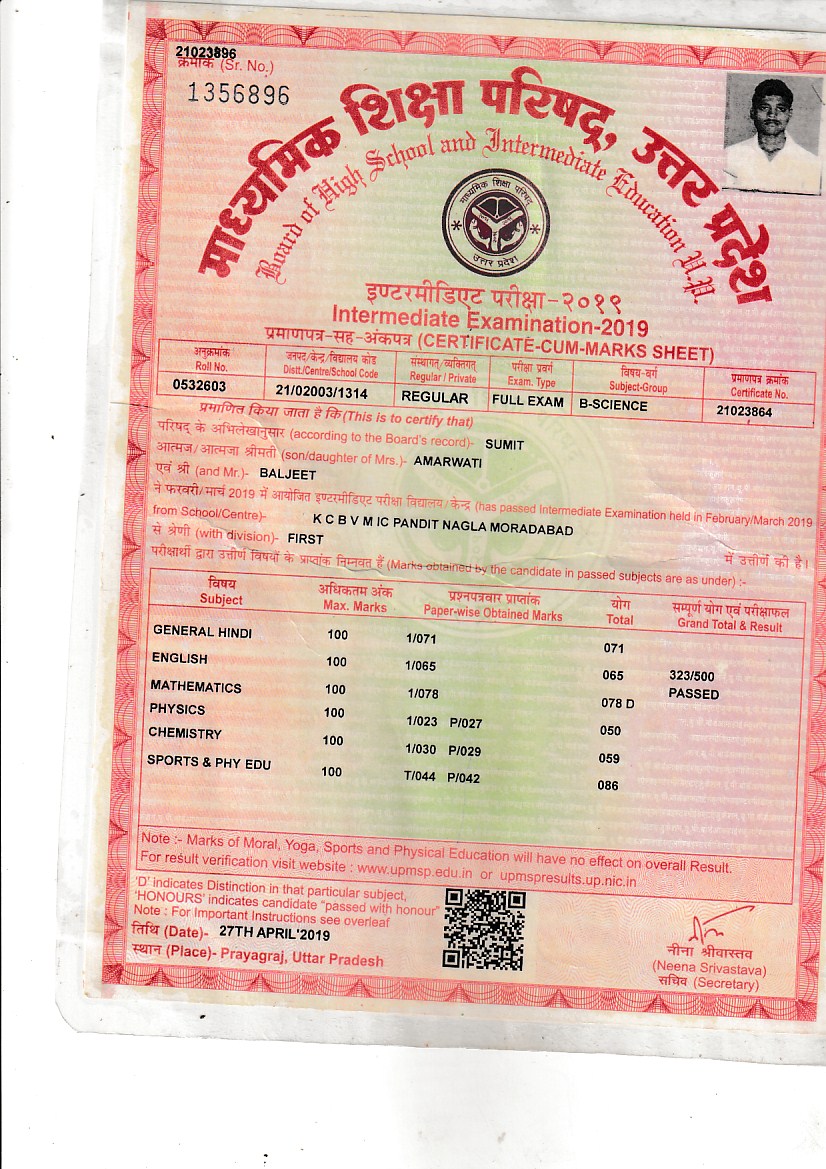 21023896
क्रमांक (Sr. No.)
1356896
माध्यमिक शिक्षा परिषद्, उत्तर प्रदेश
Board of High School and Intermediate Education U.P.
माध्यमिक शिक्षा परिषद्
उत्तर प्रदेश
इण्टरमीडिएट परीक्षा-२०१९
Intermediate Examination-2019
प्रमाणपत्र-सह-अंकपत्र (CERTIFICATE-CUM-MARKS SHEET)
अनुक्रमांक Roll No. जनपद/केन्द्र/विद्यालय कोड Distt./Centre/School Code संस्थागत/व्यक्तिगत Regular / Private परीक्षा प्रवर्ग Exam. Type विषय-वर्ग Subject-Group प्रमाणपत्र क्रमांक Certificate No.
0532603 21/02003/1314 REGULAR FULL EXAM B-SCIENCE 21023864
प्रमाणित किया जाता है कि (This is to certify that)
परिषद् के अभिलेखानुसार (according to the Board's record)- SUMIT
आत्मज/आत्मजा श्रीमती (son/daughter of Mrs.)- AMARWATI
एवं श्री (and Mr.)- BALJEET
ने फरवरी/मार्च 2019 में आयोजित इण्टरमीडिएट परीक्षा विद्यालय/केन्द्र (has passed Intermediate Examination held in February/March 2019
from School/Centre)- K C B V M IC PANDIT NAGLA MORADABAD
से श्रेणी (with division)- FIRST में उत्तीर्ण की है।
परीक्षार्थी द्वारा उत्तीर्ण विषयों के प्राप्तांक निम्नवत हैं (Marks obtained by the candidate in passed subjects are as under) :-
विषय अधिकतम अंक प्रश्नपत्रवार प्राप्तांक योग सम्पूर्ण योग एवं परीक्षाफल
Subject Max. Marks Paper-wise Obtained Marks Total Grand Total & Result
GENERAL HINDI 100 1/071 071
ENGLISH 100 1/065 065 323/500
PASSED
MATHEMATICS 100 1/078 078 D
PHYSICS 100 1/023 P/027 050
CHEMISTRY 100 1/030 P/029 059
SPORTS & PHY EDU 100 T/044 P/042 086
Note :- Marks of Moral, Yoga, Sports and Physical Education will have no effect on overall Result.
For result verification visit website : www.upmsp.edu.in or upmspresults.up.nic.in
'D' indicates Distinction in that particular subject,
'HONOURS' indicates candidate "passed with honour"
Note : For Important Instructions see overleaf
तिथि (Date)- 27TH APRIL'2019
स्थान (Place)- Prayagraj, Uttar Pradesh
नीना श्रीवास्तव
(Neena Srivastava)
सचिव (Secretary)